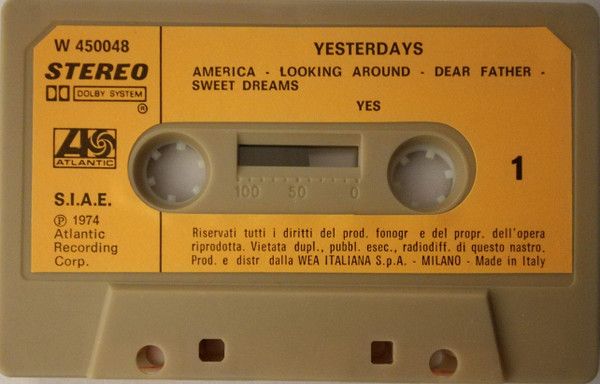 W 450048
STEREO
DOLBY SYSTEM
®
ATLANTIC
S.I.A.E.
℗ 1974
Atlantic
Recording
Corp.
YESTERDAYS
AMERICA - LOOKING AROUND - DEAR FATHER -
SWEET DREAMS
YES
100 50 0
1
Riservati tutti i diritti del prod. fonogr e del propr. dell'opera
riprodotta. Vietata dupl., pubbl. esec., radiodiff. di questo nastro.
Prod. e distr dalla WEA ITALIANA S.p.A. - MILANO - Made in Italy